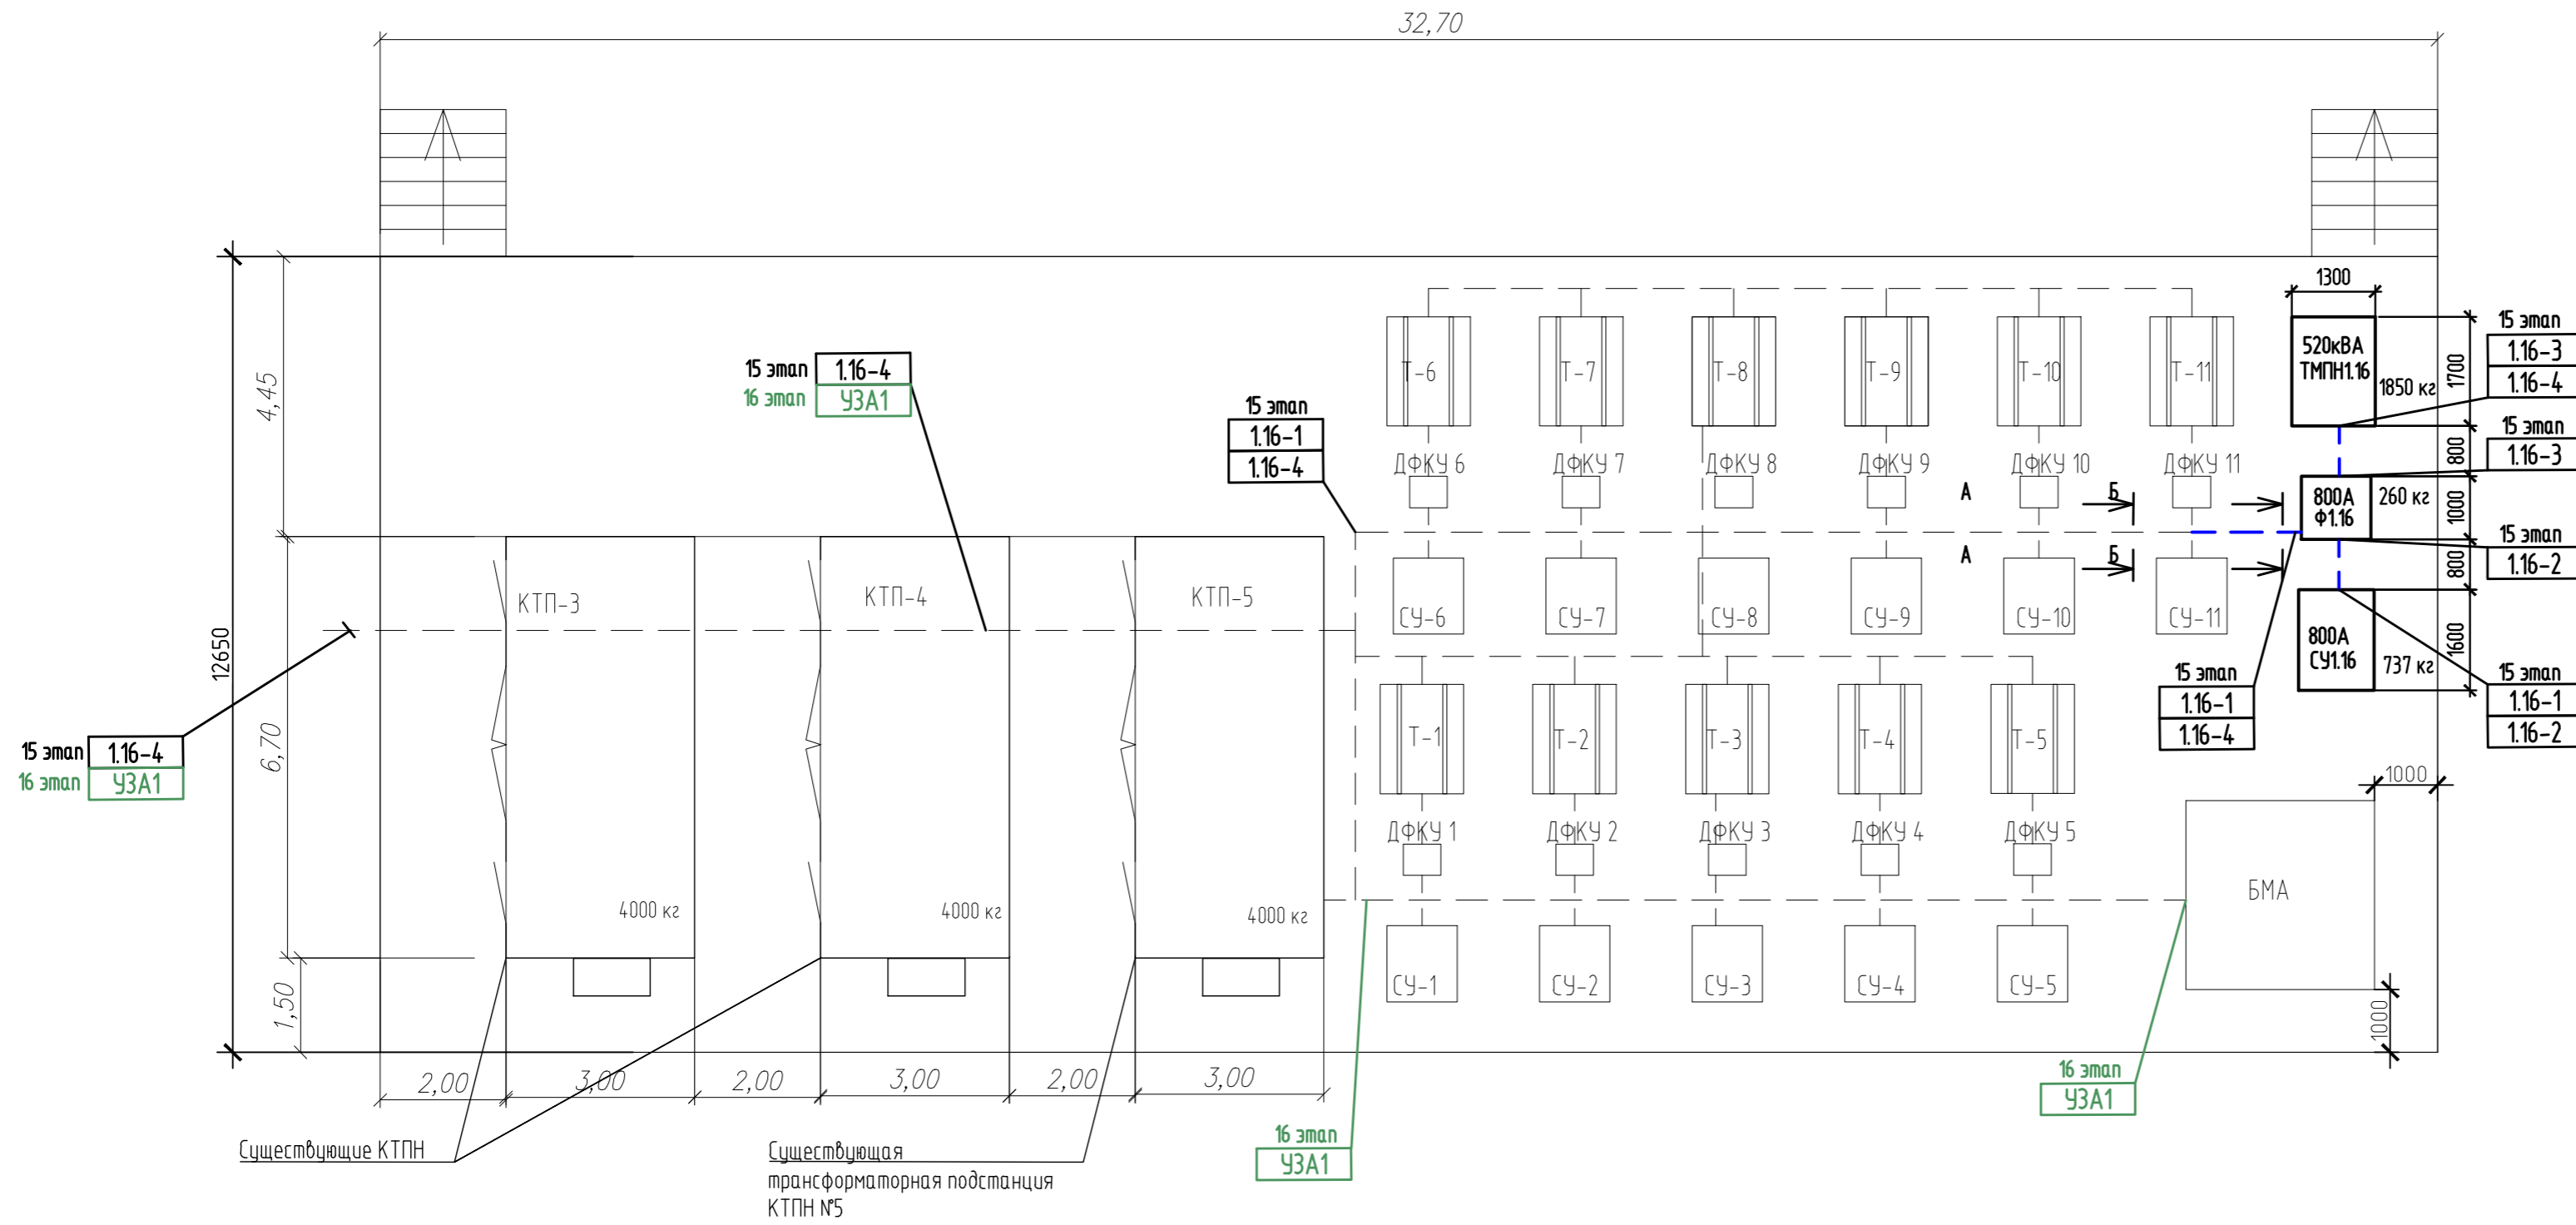 32,70
1300
15 этап
1.16-3
1.16-4
520кВА
ТМПН1.16
1850 кг
1700
15 этап
1.16-4
16 этап
УЗА1
4,45
15 этап
1.16-1
1.16-4
Т-6
Т-7
Т-8
Т-9
Т-10
Т-11
15 этап
1.16-3
800
ДФКУ 6
ДФКУ 7
ДФКУ 8
ДФКУ 9
ДФКУ 10
ДФКУ 11
А
Б
800А
Ф1.16
260 кг
1000
15 этап
1.16-2
А
Б
800
КТП-3
КТП-4
КТП-5
СУ-6
СУ-7
СУ-8
СУ-9
СУ-10
СУ-11
800А
СУ1.16
737 кг
1600
12650
15 этап
1.16-1
1.16-4
15 этап
1.16-1
1.16-2
15 этап
1.16-4
16 этап
УЗА1
6,70
Т-1
Т-2
Т-3
Т-4
Т-5
1000
ДФКУ 1
ДФКУ 2
ДФКУ 3
ДФКУ 4
ДФКУ 5
БМА
4000 кг
4000 кг
4000 кг
1,50
СУ-1
СУ-2
СУ-3
СУ-4
СУ-5
1000
2,00
3,00
2,00
3,00
2,00
3,00
16 этап
УЗА1
16 этап
УЗА1
Существующие КТПН
Существующая
трансформаторная подстанция
КТПН №5